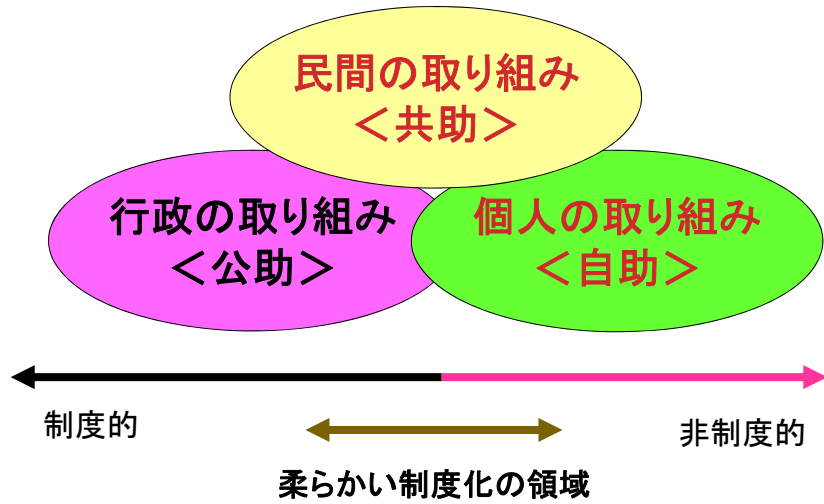 民間の取り組み
＜共助＞
行政の取り組み
＜公助＞
個人の取り組み
＜自助＞
制度的
非制度的
柔らかい制度化の領域